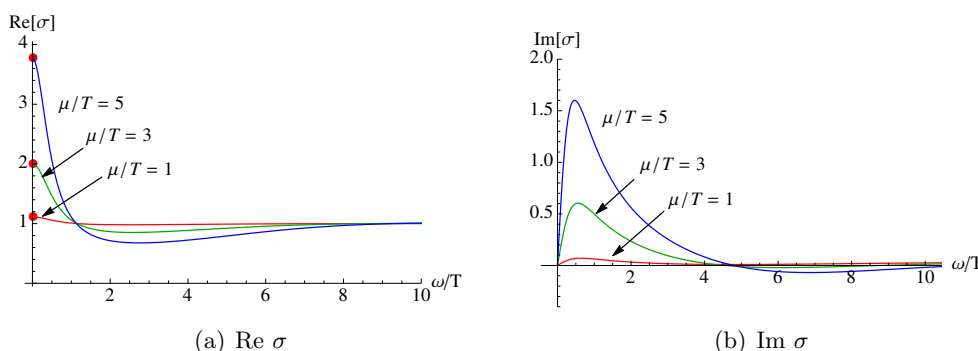 Re[σ]
4
3
2
1
μ/T = 5
μ/T = 3
μ/T = 1
2 4 6 8 10
ω/T
(a) Re σ
Im[σ]
2.0
1.5
1.0
0.5
μ/T = 5
μ/T = 3
μ/T = 1
0 2 4 6 8 10
ω/T
(b) Im σ